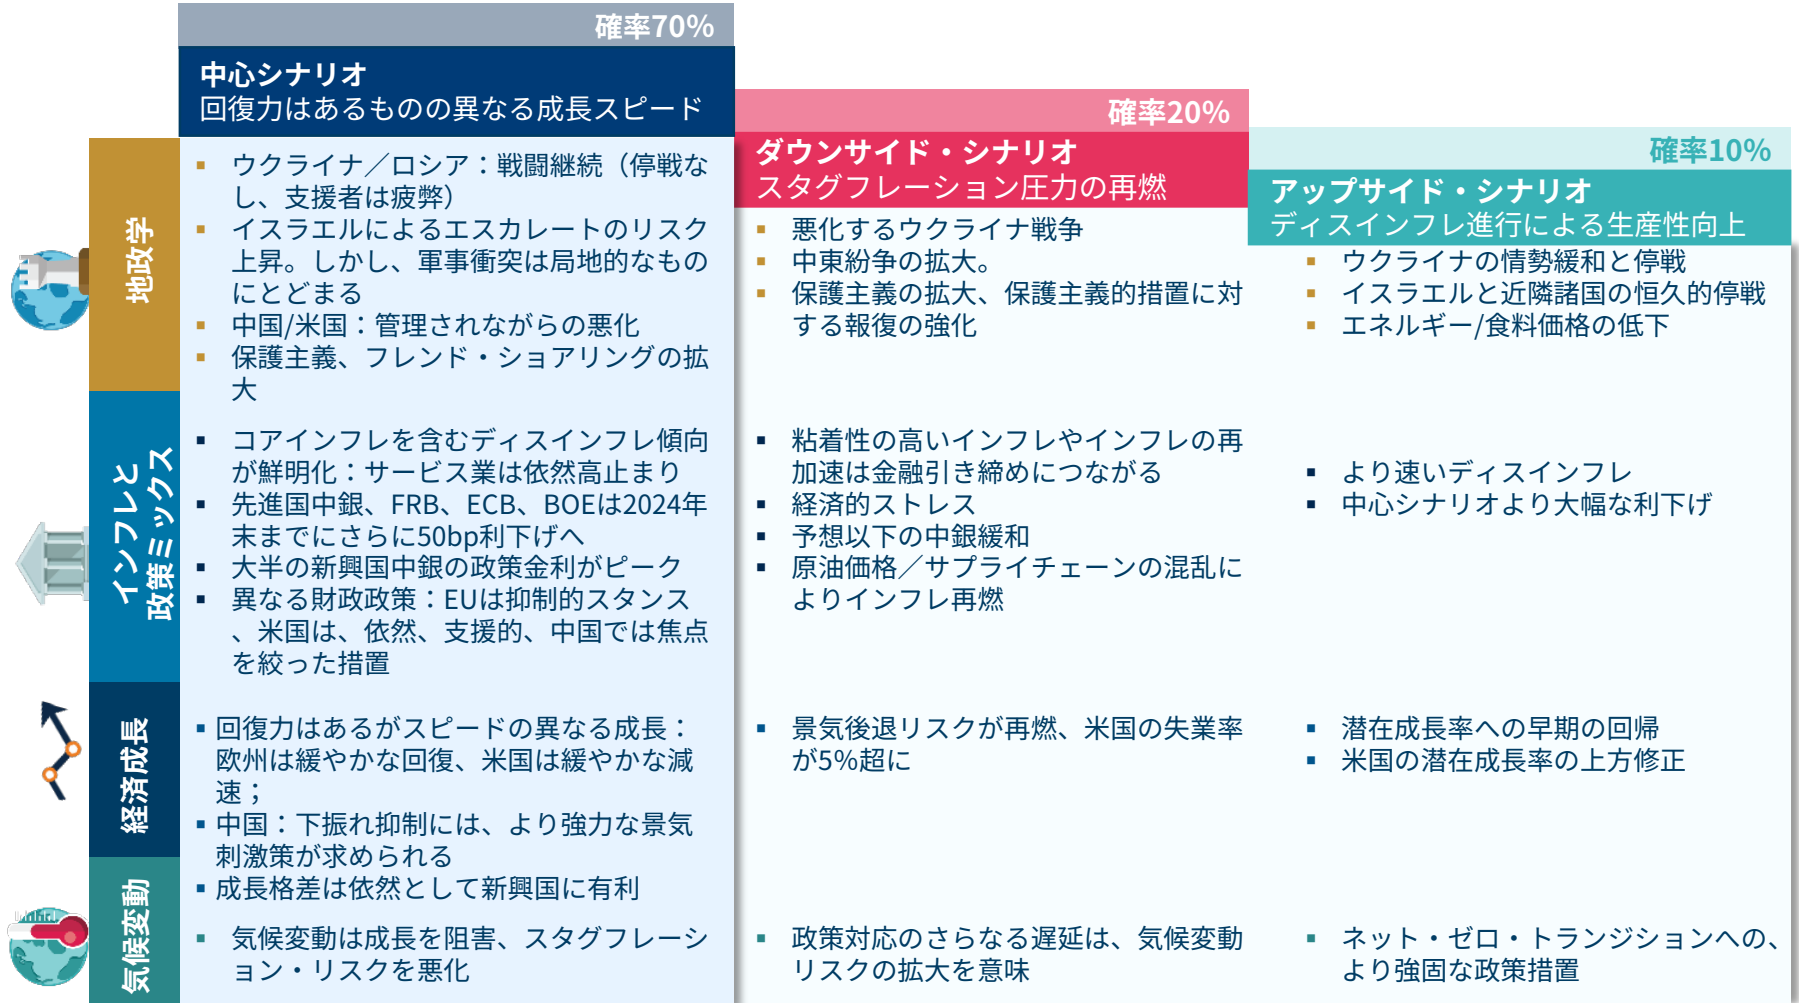 確率70%
中心シナリオ
回復力はあるものの異なる成長スピード
確率20%
ダウンサイド・シナリオ
スタグフレーション圧力の再燃
確率10%
アップサイド・シナリオ
ディスインフレ進行による生産性向上
地政学
▪ ウクライナ／ロシア：戦闘継続（停戦な
し、支援者は疲弊）
▪ イスラエルによるエスカレートのリスク
上昇。しかし、軍事衝突は局地的なもの
にとどまる
▪ 中国/米国：管理されながらの悪化
▪ 保護主義、フレンド・ショアリングの拡
大
▪ 悪化するウクライナ戦争
▪ 中東紛争の拡大。
▪ 保護主義の拡大、保護主義的措置に対
する報復の強化
▪ ウクライナの情勢緩和と停戦
▪ イスラエルと近隣諸国の恒久的停戦
▪ エネルギー/食料価格の低下
インフレと
政策ミックス
▪ コアインフレを含むディスインフレ傾向
が鮮明化：サービス業は依然高止まり
▪ 先進国中銀、FRB、ECB、BOEは2024年
末までにさらに50bp利下げへ
▪ 大半の新興国中銀の政策金利がピーク
▪ 異なる財政政策：EUは抑制的スタンス
、米国は、依然、支援的、中国では焦点
を絞った措置
▪ 粘着性の高いインフレやインフレの再
加速は金融引き締めにつながる
▪ 経済的ストレス
▪ 予想以下の中銀緩和
▪ 原油価格／サプライチェーンの混乱に
よりインフレ再燃
▪ より速いディスインフレ
▪ 中心シナリオより大幅な利下げ
経済成長
▪ 回復力はあるがスピードの異なる成長：
欧州は緩やかな回復、米国は緩やかな減
速；
▪ 中国：下振れ抑制には、より強力な景気
刺激策が求められる
▪ 成長格差は依然として新興国に有利
▪ 景気後退リスクが再燃、米国の失業率
が5%超に
▪ 潜在成長率への早期の回帰
▪ 米国の潜在成長率の上方修正
気候変動
▪ 気候変動は成長を阻害、スタグフレーシ
ョン・リスクを悪化
▪ 政策対応のさらなる遅延は、気候変動
リスクの拡大を意味
▪ ネット・ゼロ・トランジションへの、
より強固な政策措置